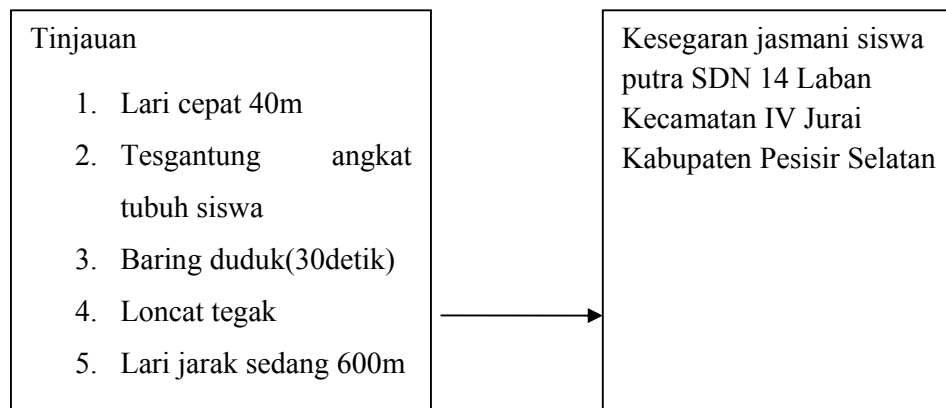 Tinjauan
1. Lari cepat 40m
2. Tesgantung angkat
tubuh siswa
3. Baring duduk(30detik)
4. Loncat tegak
5. Lari jarak sedang 600m
Kesegaran jasmani siswa
putra SDN 14 Laban
Kecamatan IV Jurai
Kabupaten Pesisir Selatan